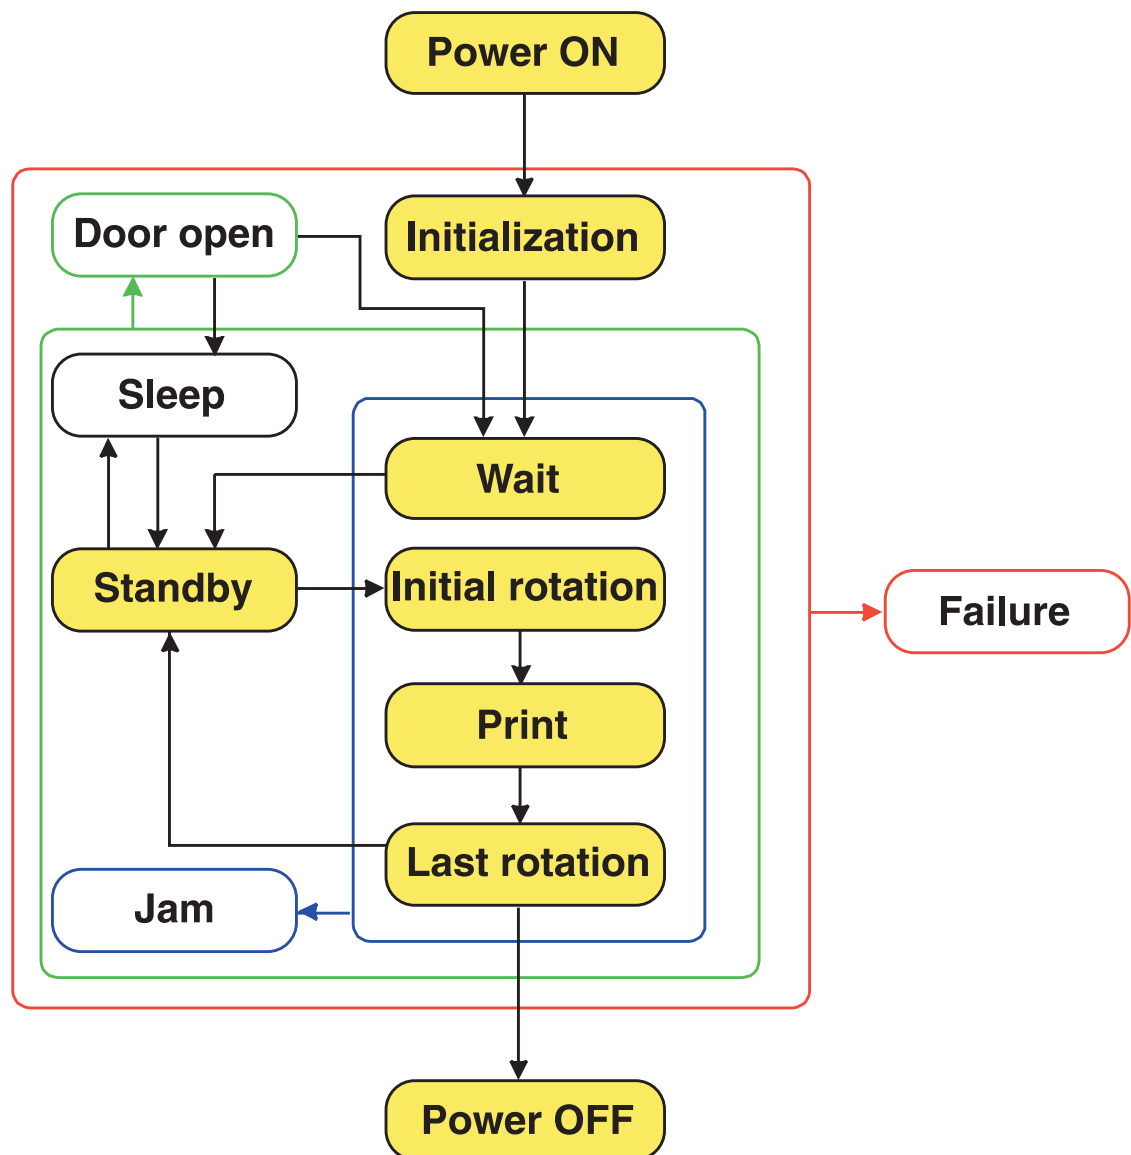 Power ON
Door open
Initialization
Sleep
Wait
Standby
Initial rotation
Failure
Print
Last rotation
Jam
Power OFF